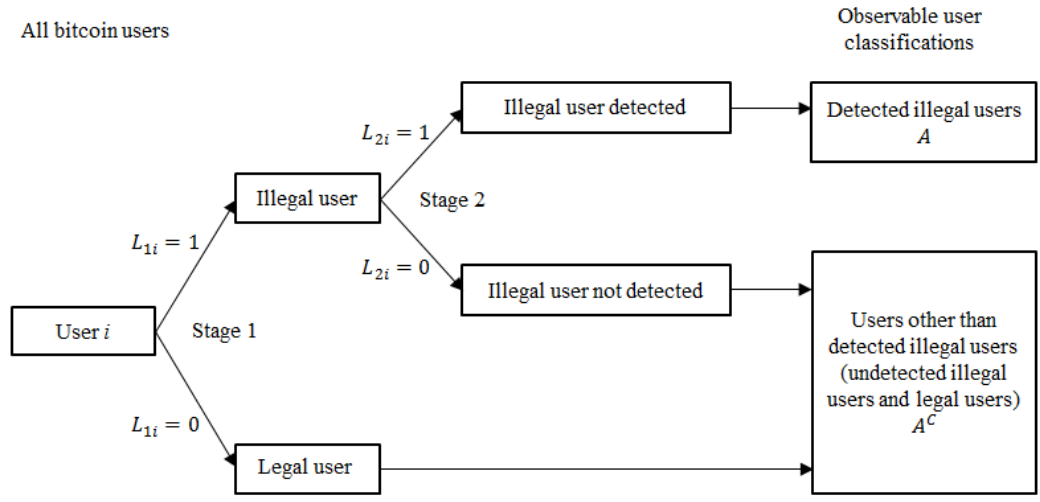 All bitcoin users
Observable user
classifications
Illegal user detected
Detected illegal users
A
L₂ᵢ = 1
Illegal user
Stage 2
L₁ᵢ = 1
L₂ᵢ = 0
Illegal user not detected
User i
Stage 1
Users other than
detected illegal users
(undetected illegal
users and legal users)
Aᶜ
L₁ᵢ = 0
Legal user